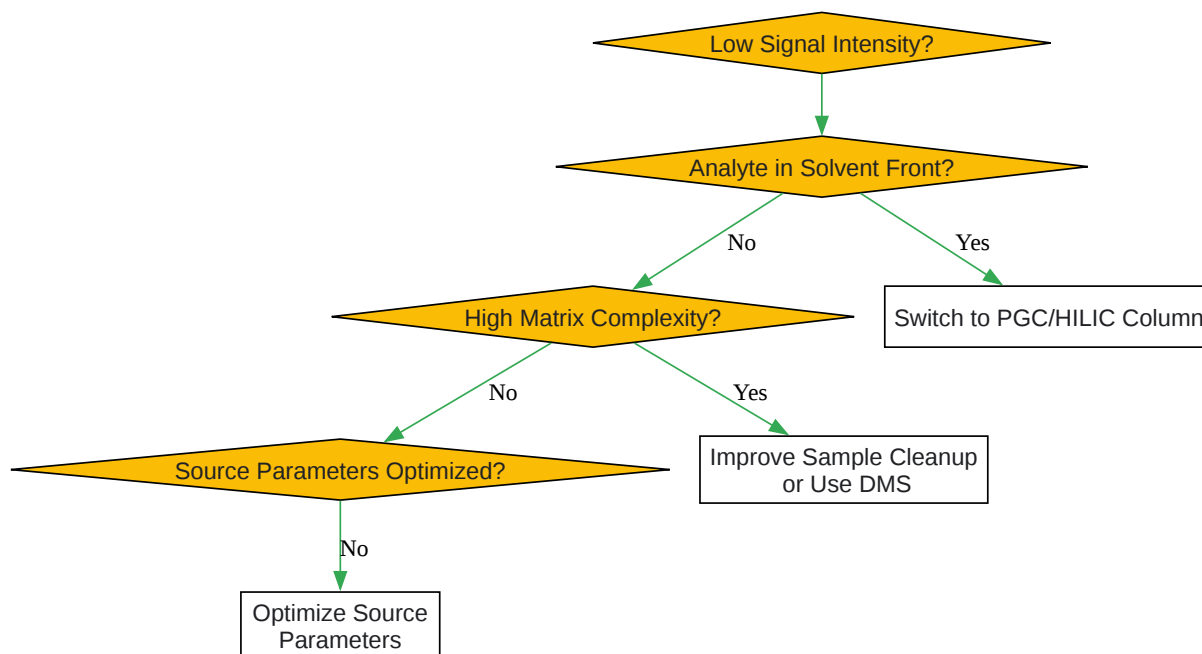 Low Signal Intensity?
Analyte in Solvent Front?
No
Yes
High Matrix Complexity?
Switch to PGC/HILIC Column
No
Yes
Source Parameters Optimized?
Improve Sample Cleanup
or Use DMS
No
Optimize Source
Parameters